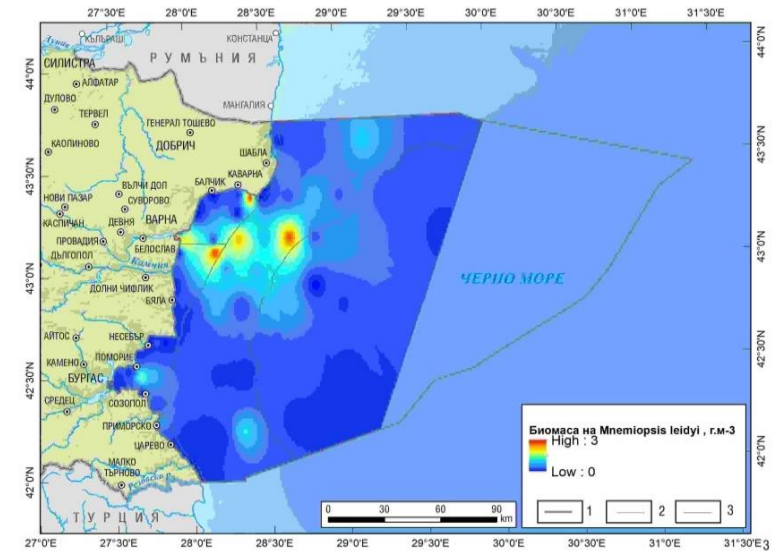 27°30'E 28°0'E 28°30'E 29°0'E 29°30'E 30°0'E 30°30'E 31°0'E 31°30'E
44°0'N
43°30'N
43°0'N
42°30'N
42°0'N
44°0'N
43°30'N
43°0'N
42°30'N
42°0'N
Дунав
КЪЛЪРАШ
КОНСТАНЦА
РУМЪНИЯ
СИЛИСТРА
АЛФАТАР
МАНГАЛИЯ
ДУЛОВО
ТЕРВЕЛ
ГЕНЕРАЛ ТОШЕВО
КАОЛИНОВО
ДОБРИЧ
ШАБЛА
КАВАРНА
БАЛЧИК
ВЪЛЧИ ДОЛ
НОВИ ПАЗАР
СУВОРОВО
КАСПИЧАН
ДЕВНЯ
ВАРНА
ПРОВАДИЯ
БЕЛОСЛАВ
ДЪЛГОПОЛ
Камчия
ДОЛНИ ЧИФЛИК
БЯЛА
ЧЕРНО МОРЕ
АЙТОС
НЕСЕБЪР
ПОМОРИЕ
КАМЕНО
БУРГАС
СРЕДЕЦ
СОЗОПОЛ
ПРИМОРСКО
ЦАРЕВО
МАЛКО
ТЪРНОВО
Резовска Р.
ТУРЦИЯ
Биомаса на Mnemiopsis leidyi , г.м-3
High : 3
Low : 0
1 2 3
0 30 60 90
km
27°0'E 27°30'E 28°0'E 28°30'E 29°0'E 29°30'E 30°0'E 30°30'E 31°0'E 31°30'E3